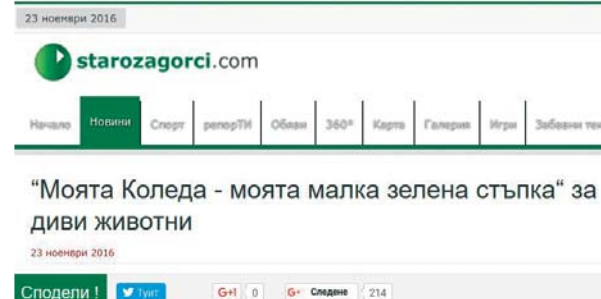 23 ноември 2016
starozagorci.com
Начало Новини Спорт репорТИ Обяви 360° Карта Галерия Игри Забавни
“Моята Коледа - моята малка зелена стъпка“ за
диви животни
23 ноември 2016
Сподели ! Туит G+1 0 G+ Следене 214